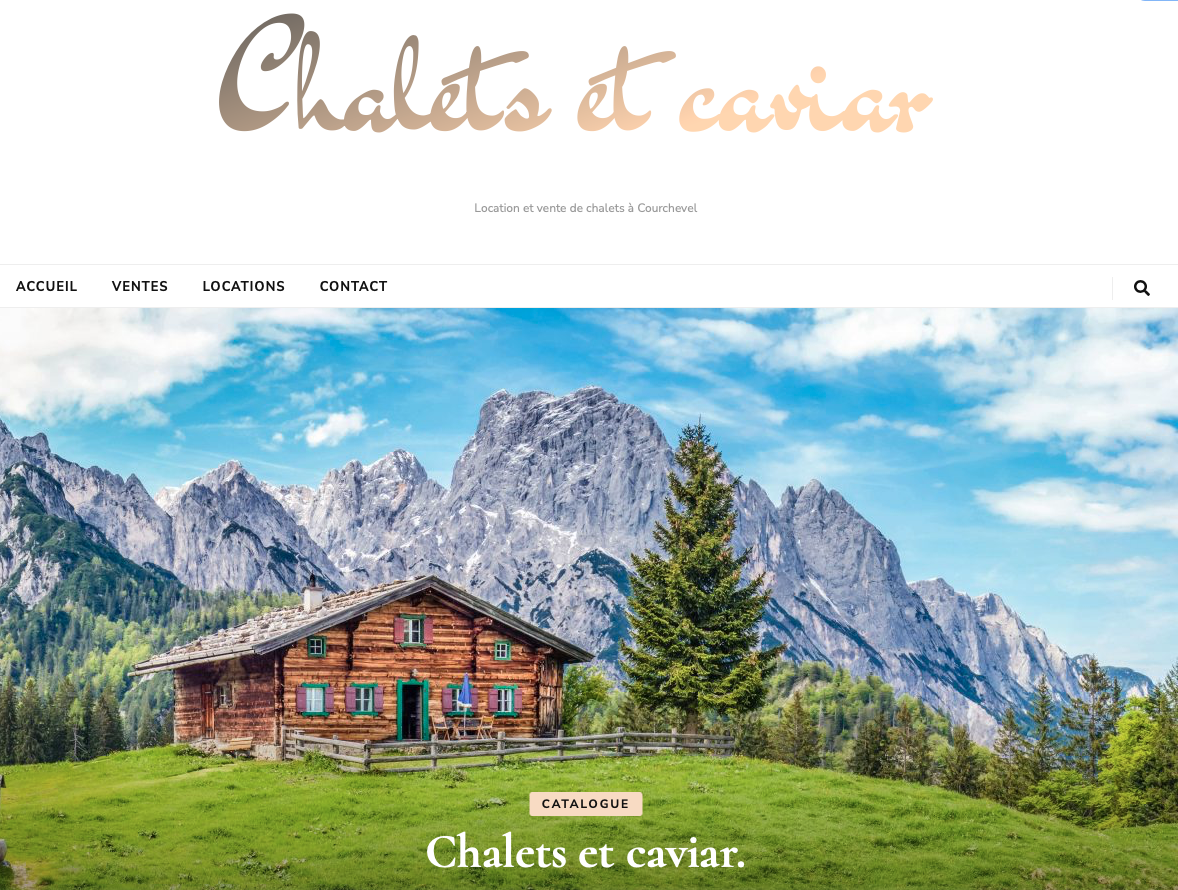 Chalets et caviar
Location et vente de chalets à Courchevel
ACCUEIL VENTES LOCATIONS CONTACT
CATALOGUE
Chalets et caviar.